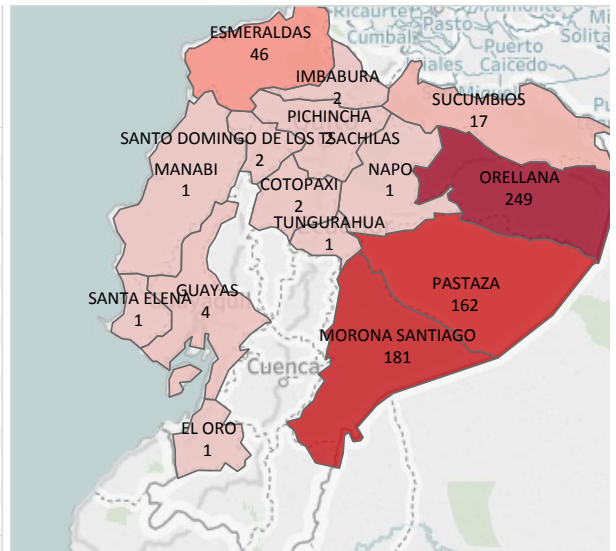 Ricaurte
Pasto
Cumbal
Puerto
Caicedo
Solita
ESMERALDAS
46
IMBABURA
2
SUCUMBIOS
17
PICHINCHA
2
SANTO DOMINGO DE LOS TSACHILAS
2
MANABI
1
COTOPAXI
2
NAPO
1
ORELLANA
249
TUNGURAHUA
1
PASTAZA
162
SANTA ELENA
1
GUAYAS
4
MORONA SANTIAGO
181
Cuenca
EL ORO
1